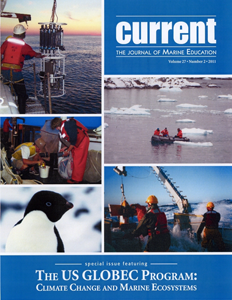 current
THE JOURNAL OF MARINE EDUCATION
Volume 27 • Number 2 • 2011
special issue featuring
THE US GLOBEC PROGRAM:
CLIMATE CHANGE AND MARINE ECOSYSTEMS